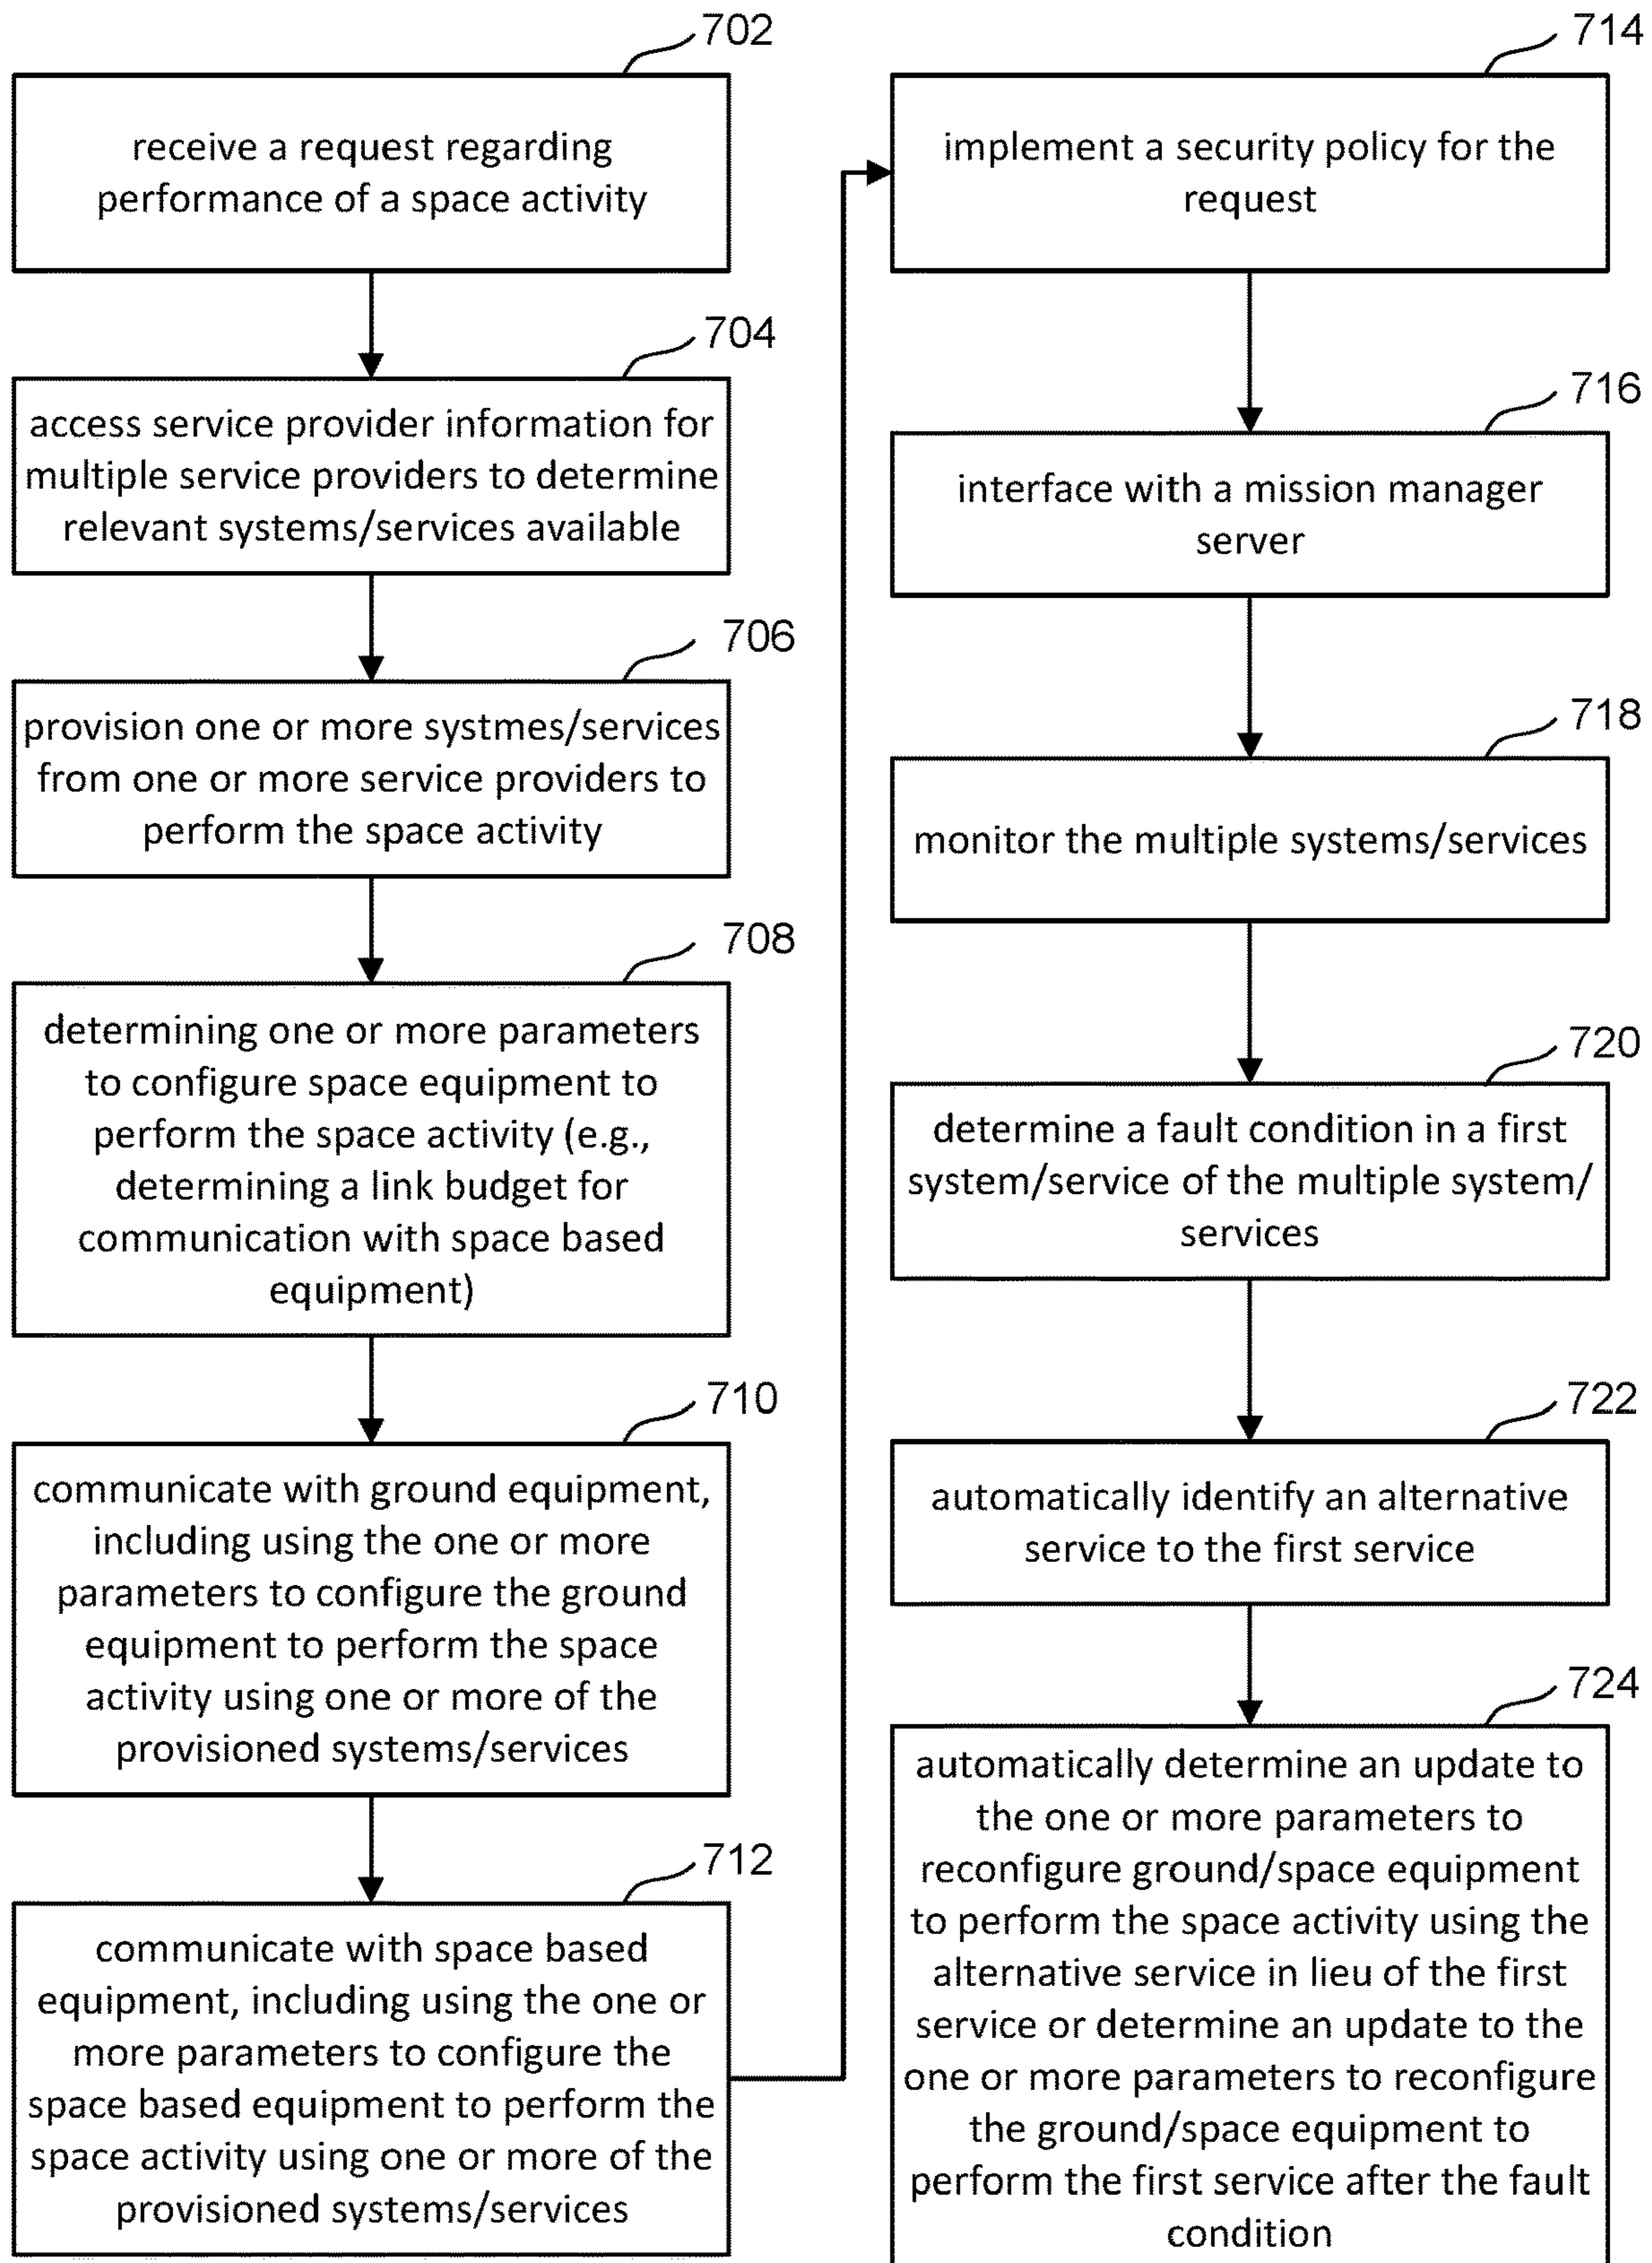 702
receive a request regarding
performance of a space activity
704
access service provider information for
multiple service providers to determine
relevant systems/services available
706
provision one or more systmes/services
from one or more service providers to
perform the space activity
708
determining one or more parameters
to configure space equipment to
perform the space activity (e.g.,
determining a link budget for
communication with space based
equipment)
710
communicate with ground equipment,
including using the one or more
parameters to configure the ground
equipment to perform the space
activity using one or more of the
provisioned systems/services
712
communicate with space based
equipment, including using the one or
more parameters to configure the
space based equipment to perform the
space activity using one or more of the
provisioned systems/services
714
implement a security policy for the
request
716
interface with a mission manager
server
718
monitor the multiple systems/services
720
determine a fault condition in a first
system/service of the multiple system/
services
722
automatically identify an alternative
service to the first service
724
automatically determine an update to
the one or more parameters to
reconfigure ground/space equipment
to perform the space activity using the
alternative service in lieu of the first
service or determine an update to the
one or more parameters to reconfigure
the ground/space equipment to
perform the first service after the fault
condition